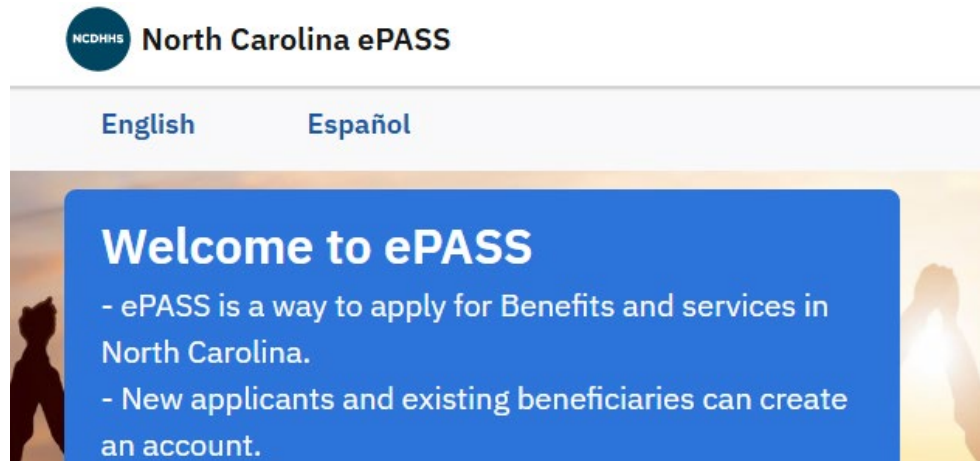 NCDHHS North Carolina ePASS
English Español
Welcome to ePASS
- ePASS is a way to apply for Benefits and services in
North Carolina.
- New applicants and existing beneficiaries can create
an account.